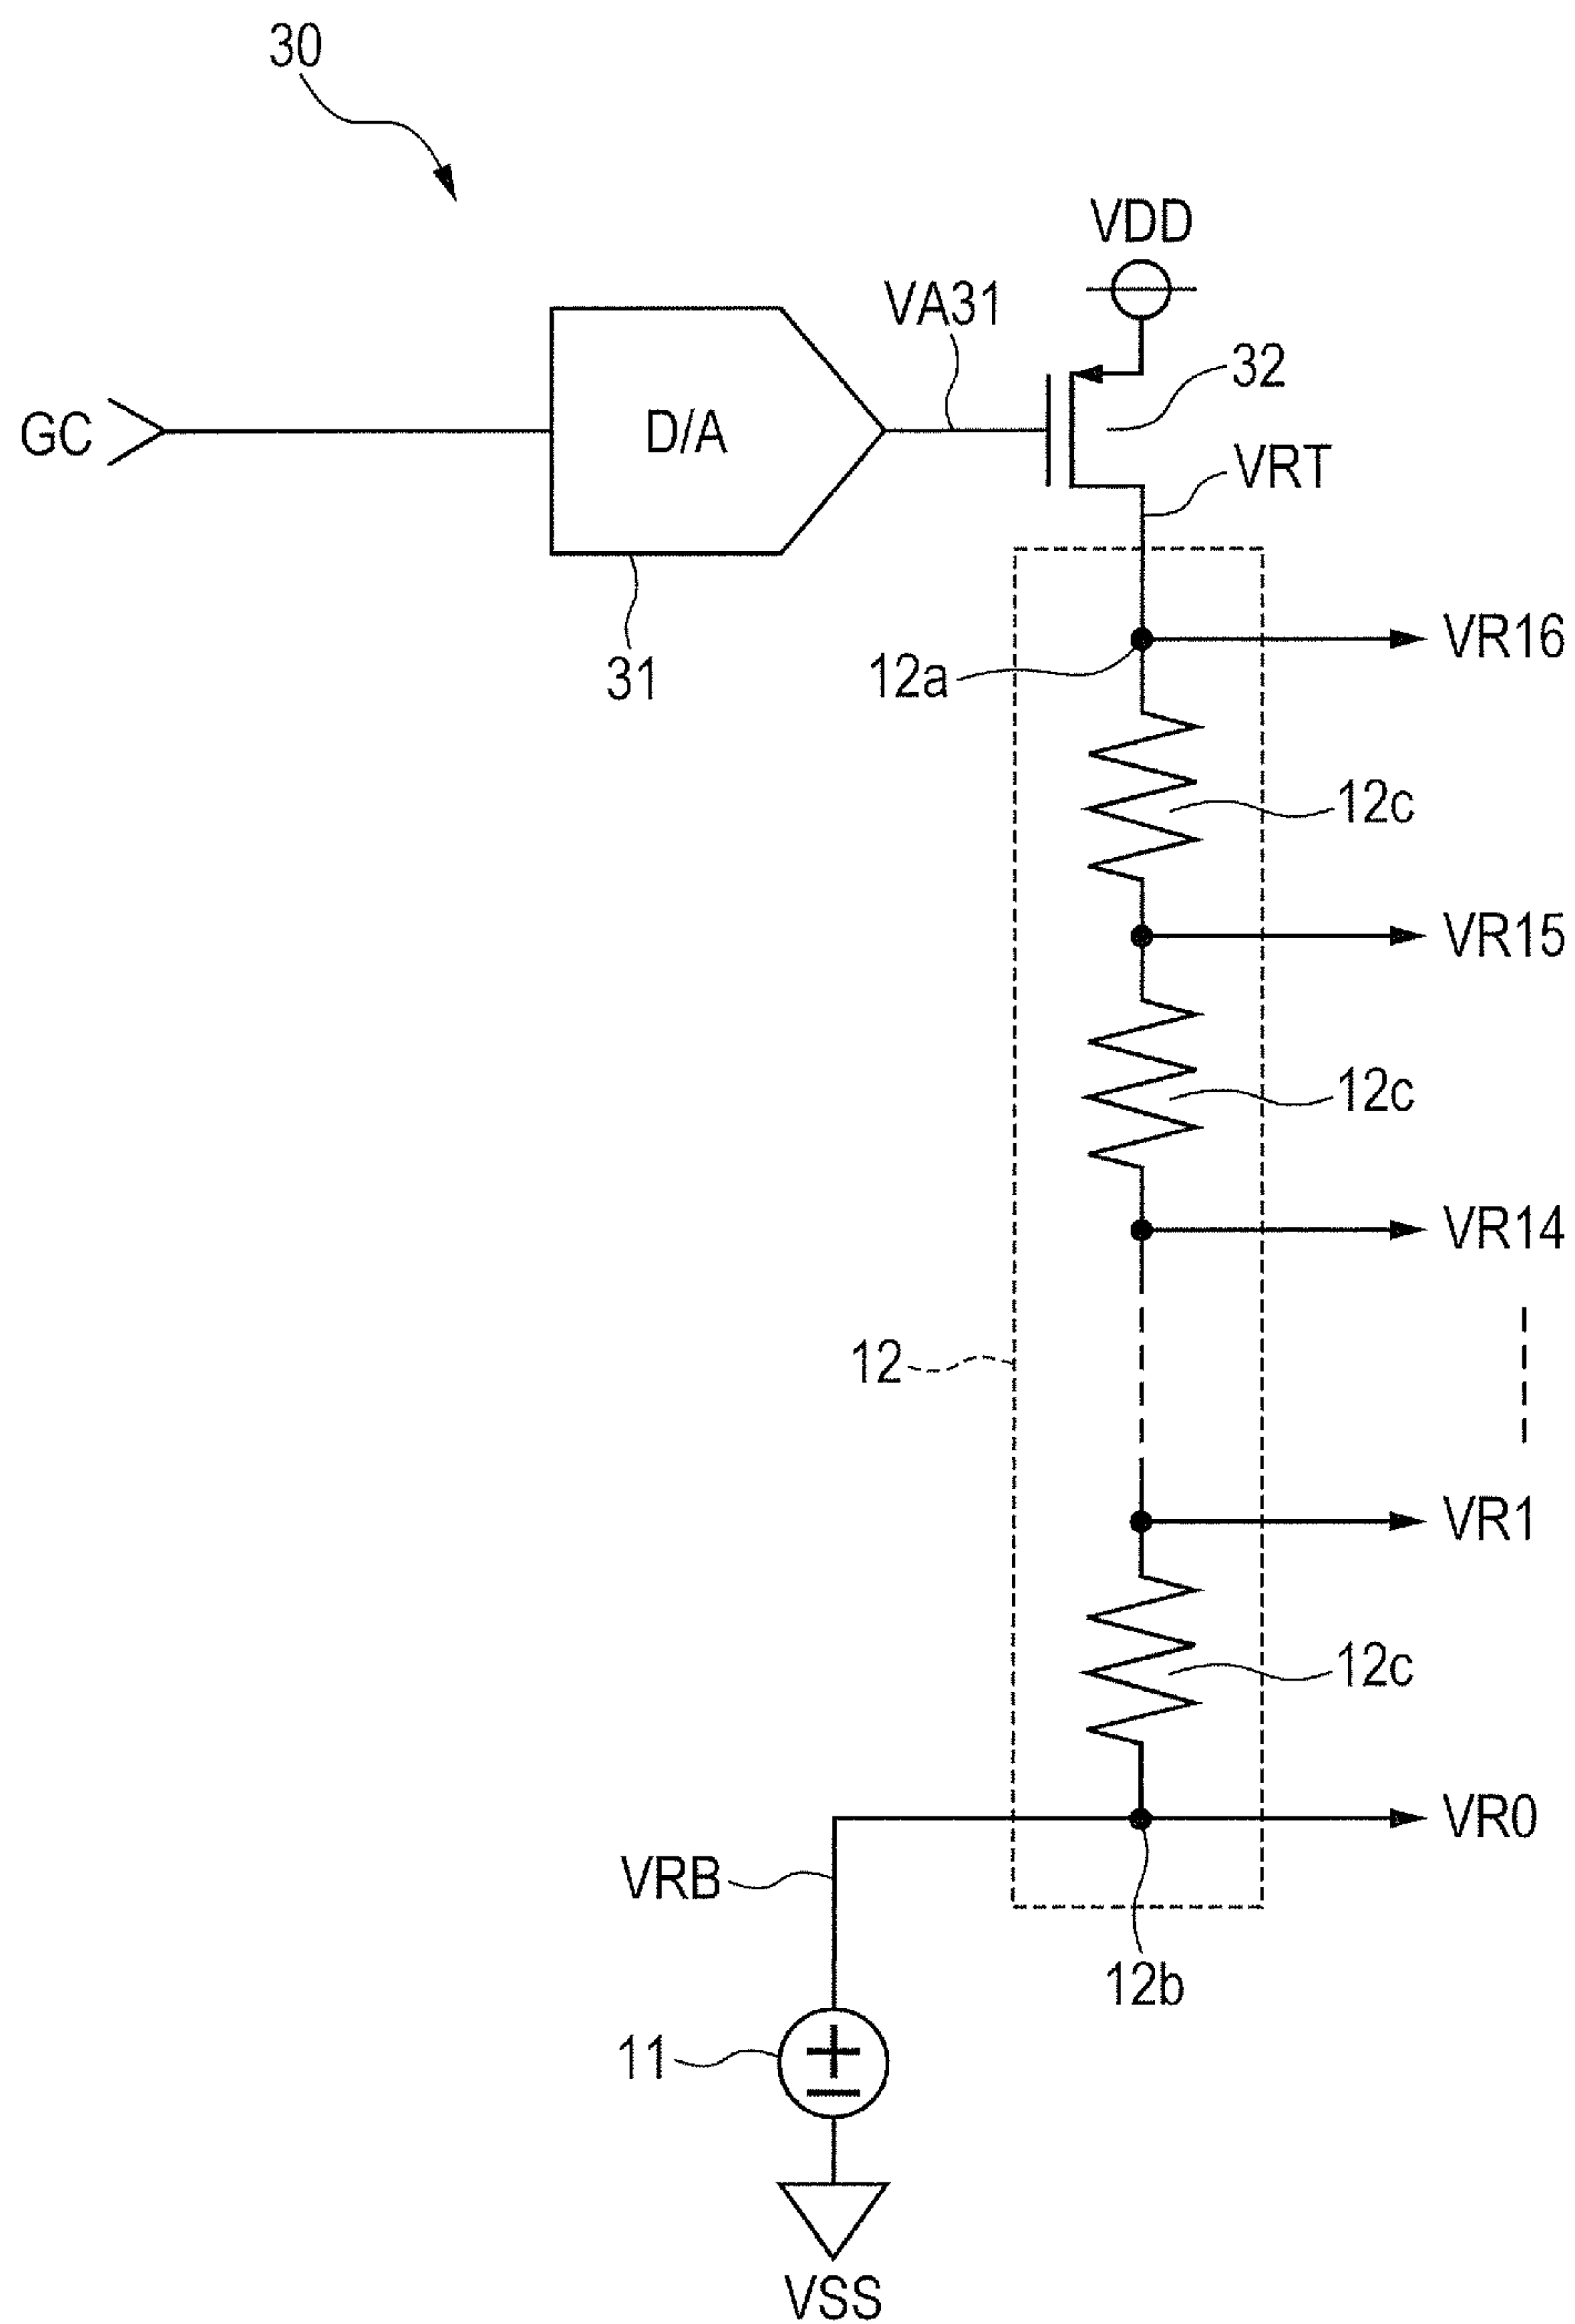 30
VDD
VA31
32
GC
D/A
VRT
31
12a
VR16
12c
VR15
12c
VR14
12
VR1
12c
VR0
VRB
12b
11
VSS